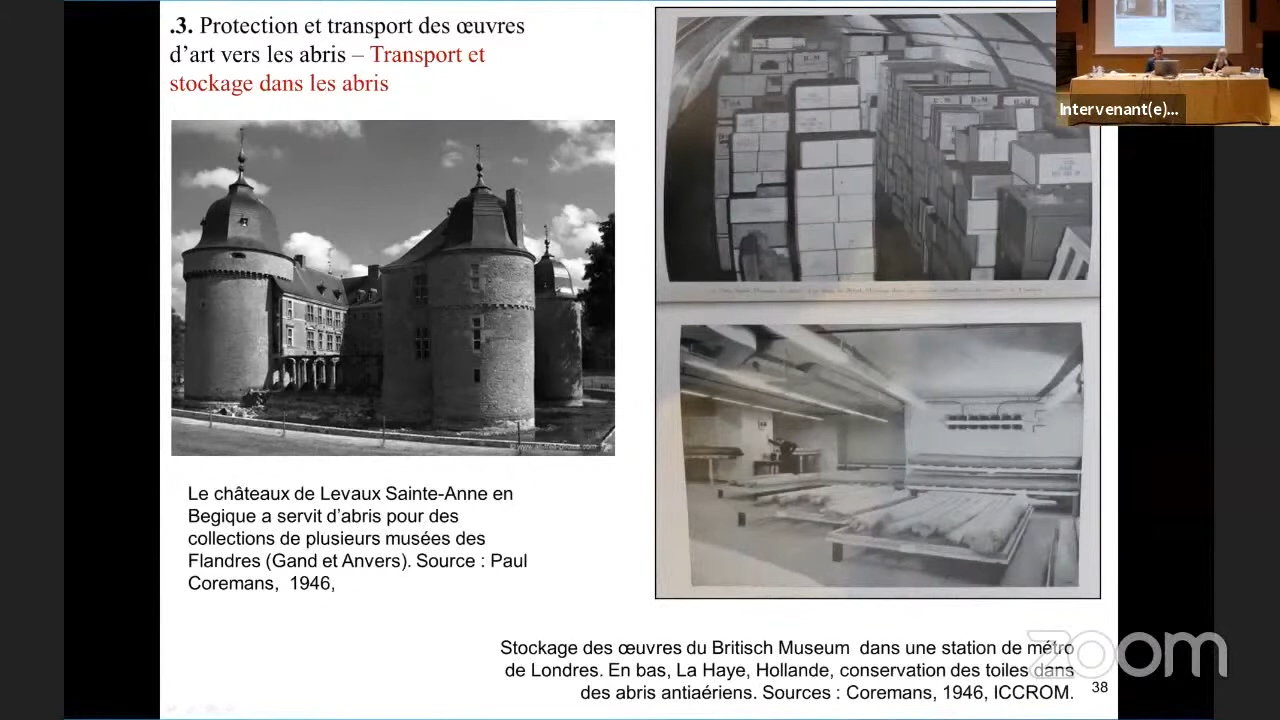 .3. Protection et transport des œuvres
d’art vers les abris – Transport et
stockage dans les abris
Intervenant(e)...
Le châteaux de Levaux Sainte-Anne en
Begique a servit d’abris pour des
collections de plusieurs musées des
Flandres (Gand et Anvers). Source : Paul
Coremans, 1946,
Stockage des œuvres du Britisch Museum dans une station de métro
de Londres. En bas, La Haye, Hollande, conservation des toiles dans
des abris antiaériens. Sources : Coremans, 1946, ICCROM.
38
zoom